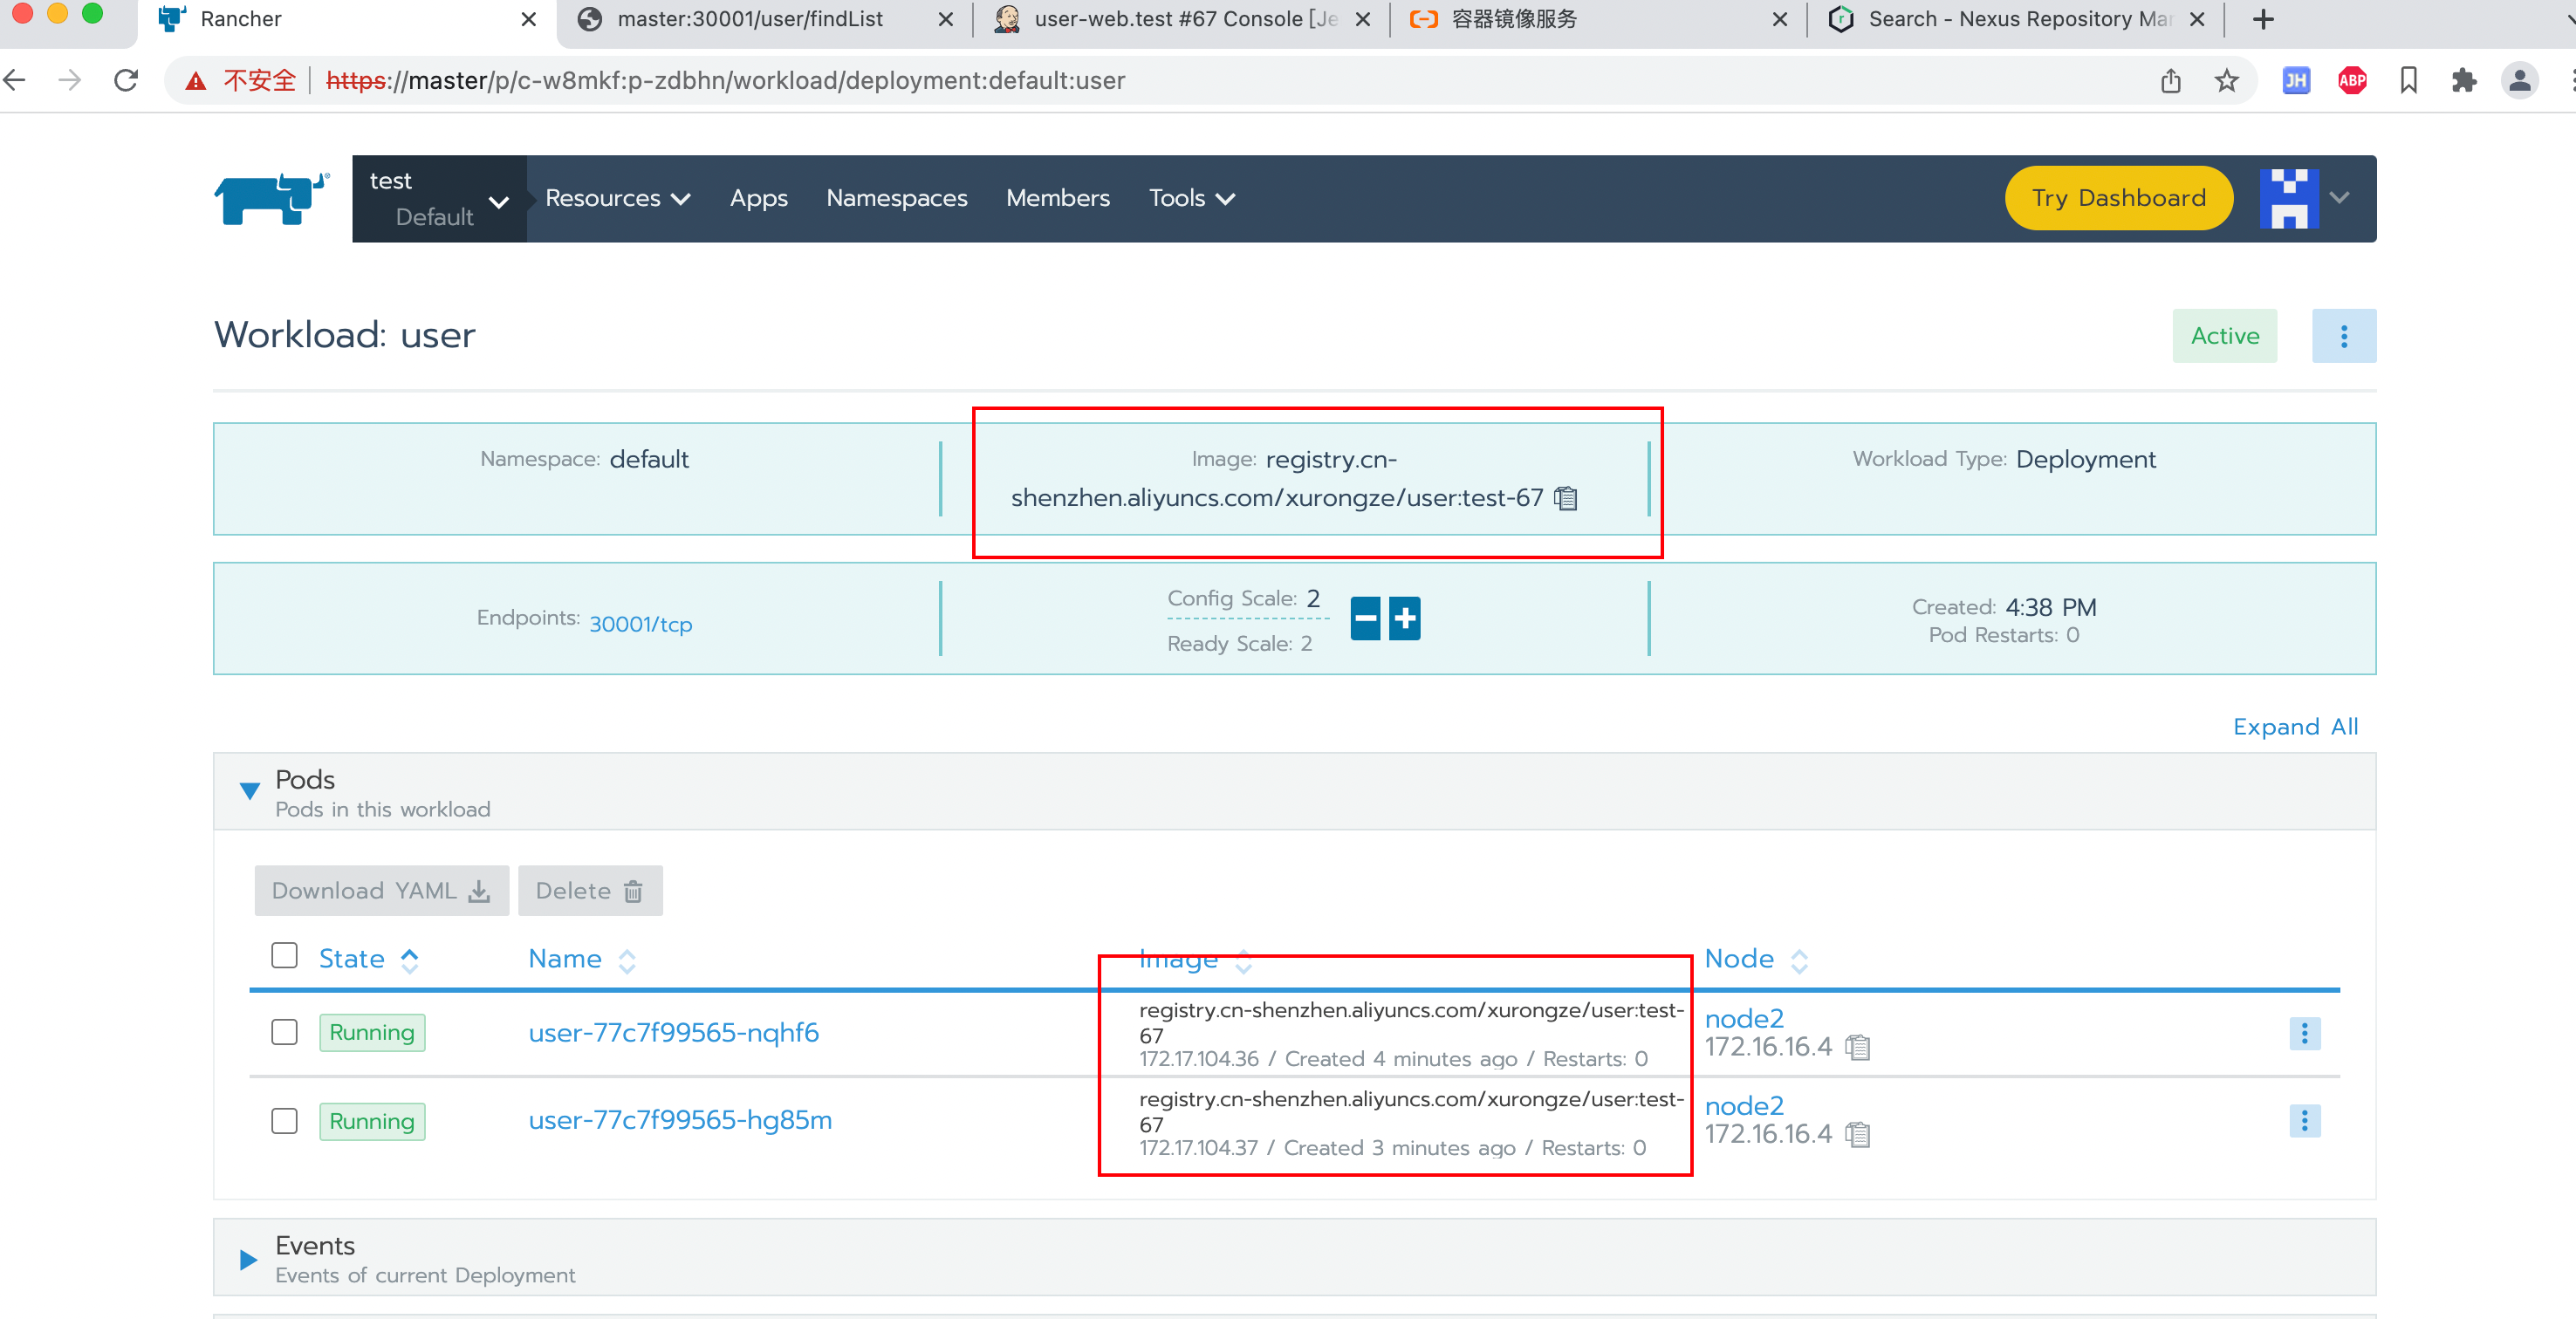 Rancher
master:30001/user/findList
user-web.test #67 Console [Je
容器镜像服务
Search - Nexus Repository Ma
不安全
https://master/p/c-w8mkf:p-zdbhn/workload/deployment:default:user
JH
ABP
test
Default
Resources
Apps
Namespaces
Members
Tools
Try Dashboard
Workload: user
Active
Namespace: default
Image: registry.cn-
shenzhen.aliyuncs.com/xurongze/user:test-67
Workload Type: Deployment
Endpoints: 30001/tcp
Config Scale: 2
Ready Scale: 2
Created: 4:38 PM
Pod Restarts: 0
Expand All
Pods
Pods in this workload
Download YAML
Delete
State
Name
Image
Node
Running
user-77c7f99565-nqhf6
registry.cn-shenzhen.aliyuncs.com/xurongze/user:test-
67
172.17.104.36 / Created 4 minutes ago / Restarts: 0
node2
172.16.16.4
Running
user-77c7f99565-hg85m
registry.cn-shenzhen.aliyuncs.com/xurongze/user:test-
67
172.17.104.37 / Created 3 minutes ago / Restarts: 0
node2
172.16.16.4
Events
Events of current Deployment